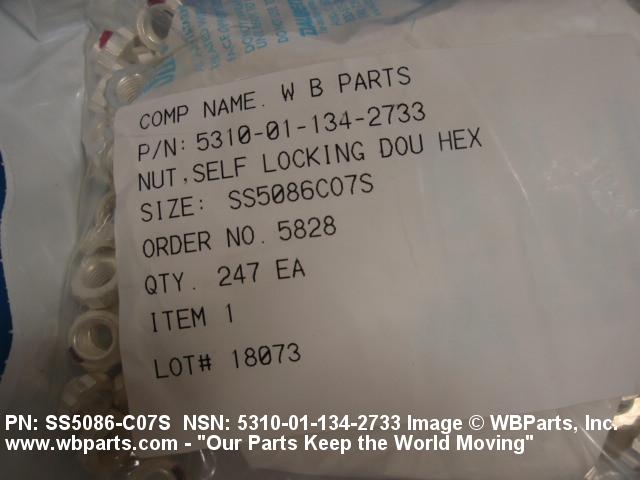 COMP NAME. W B PARTS
P/N: 5310-01-134-2733
NUT,SELF LOCKING DOU HEX
SIZE: SS5086C07S
ORDER NO. 5828
QTY. 247 EA
ITEM 1
LOT# 18073
PN: SS5086-C07S NSN: 5310-01-134-2733 Image © WBParts, Inc.
www.wbparts.com - "Our Parts Keep the World Moving"